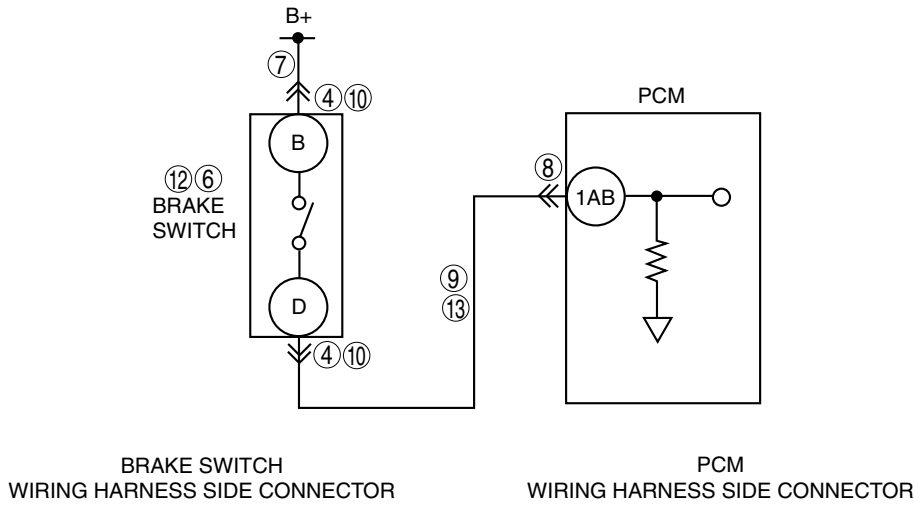 B+
⑦
④⑩
PCM
B
⑧
⑫⑥
BRAKE
SWITCH
1AB
⑨
⑬
D
④⑩
BRAKE SWITCH
WIRING HARNESS SIDE CONNECTOR
PCM
WIRING HARNESS SIDE CONNECTOR